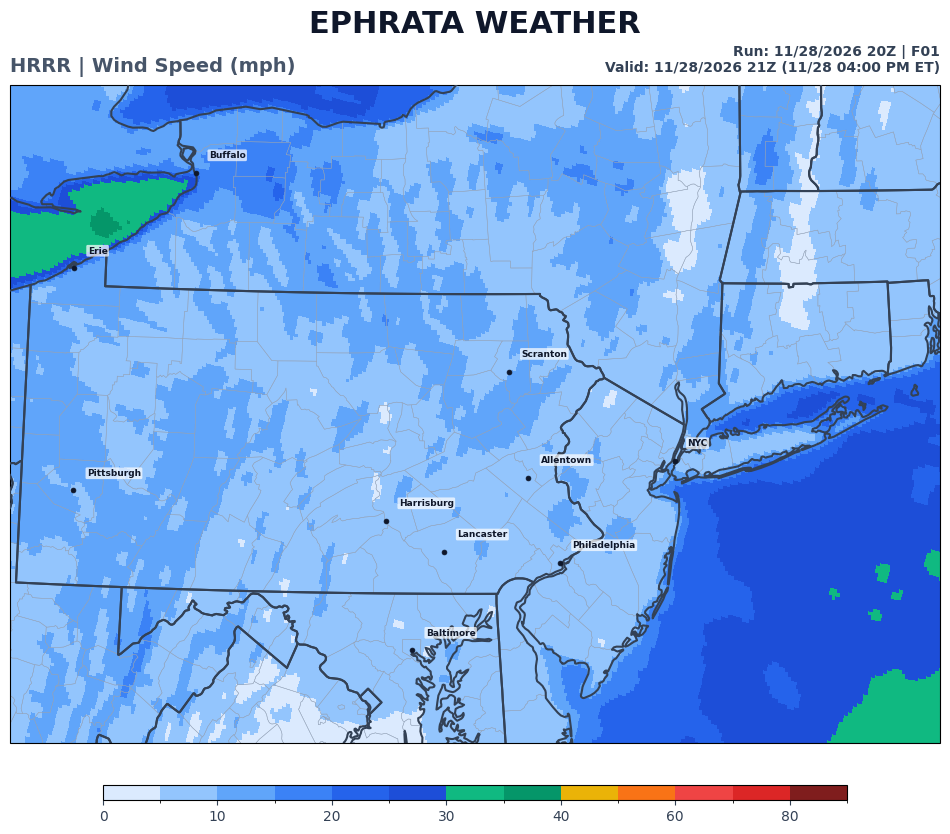 EPHRATA WEATHER
HRRR | Wind Speed (mph)
Run: 11/28/2026 20Z | F01
Valid: 11/28/2026 21Z (11/28 04:00 PM ET)
Buffalo
Erie
Scranton
NYC
Allentown
Pittsburgh
Harrisburg
Lancaster
Philadelphia
Baltimore
0 10 20 30 40 60 80